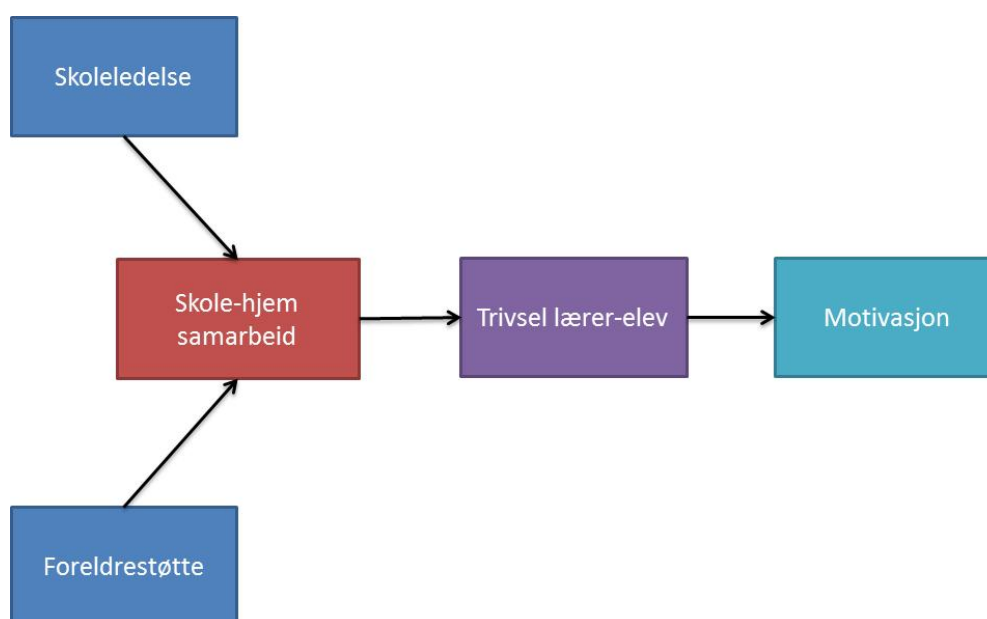 Skoleledelse
Skole-hjem
samarbeid
Trivsel lærer-elev
Motivasjon
Foreldrestøtte